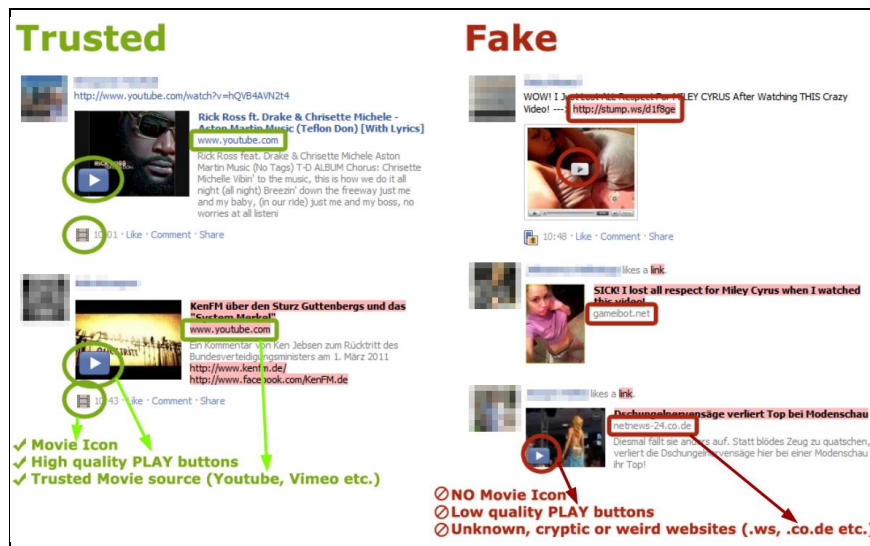 Trusted
http://www.youtube.com/watch?v=hQVB4AVN2t4
Rick Ross ft. Drake & Chrisette Michele -
Aston Martin Music (Teflon Don) [With Lyrics]
www.youtube.com
Rick Ross feat. Drake & Chrisette Michele Aston
Martin Music (No Tags) T-D ALBUM Chorus: Chrisette
Michelle Vibin' to the music, this is how we do it all
night (all night) Breezin' down the freeway just me
and my baby, (in our ride) just me and my boss, no
worries at all listeni
10:01 · Like · Comment · Share
KenFM über den Sturz Guttenbergs und das
"System Merkel"
www.youtube.com
Ein Kommentar von Ken Jebsen zum Rücktritt des
Bundesverteidigungsministers am 1. März 2011
http://www.kenfm.de/
http://www.facebook.com/KenFM.de
10:43 · Like · Comment · Share
Movie Icon
High quality PLAY buttons
Trusted Movie source (Youtube, Vimeo etc.)
Fake
WOW! I Just Lost ALL Respect For MILEY CYRUS After Watching THIS Crazy
Video! ---> http://stump.ws/d1f8ge
10:48 · Like · Comment · Share
likes a link.
SICK! I lost all respect for Miley Cyrus when I watched
this video!
gameibot.net
likes a link.
Dschungelnervensäge verliert Top bei Modenschau
netnews-24.co.de
Diesmal fällt sie anders auf. Statt blödes Zeug zu quatschen,
verliert die Dschungelnervensäge hier bei einer Modenschau
ihr Top!
NO Movie Icon
Low quality PLAY buttons
Unknown, cryptic or weird websites (.ws, .co.de etc.)